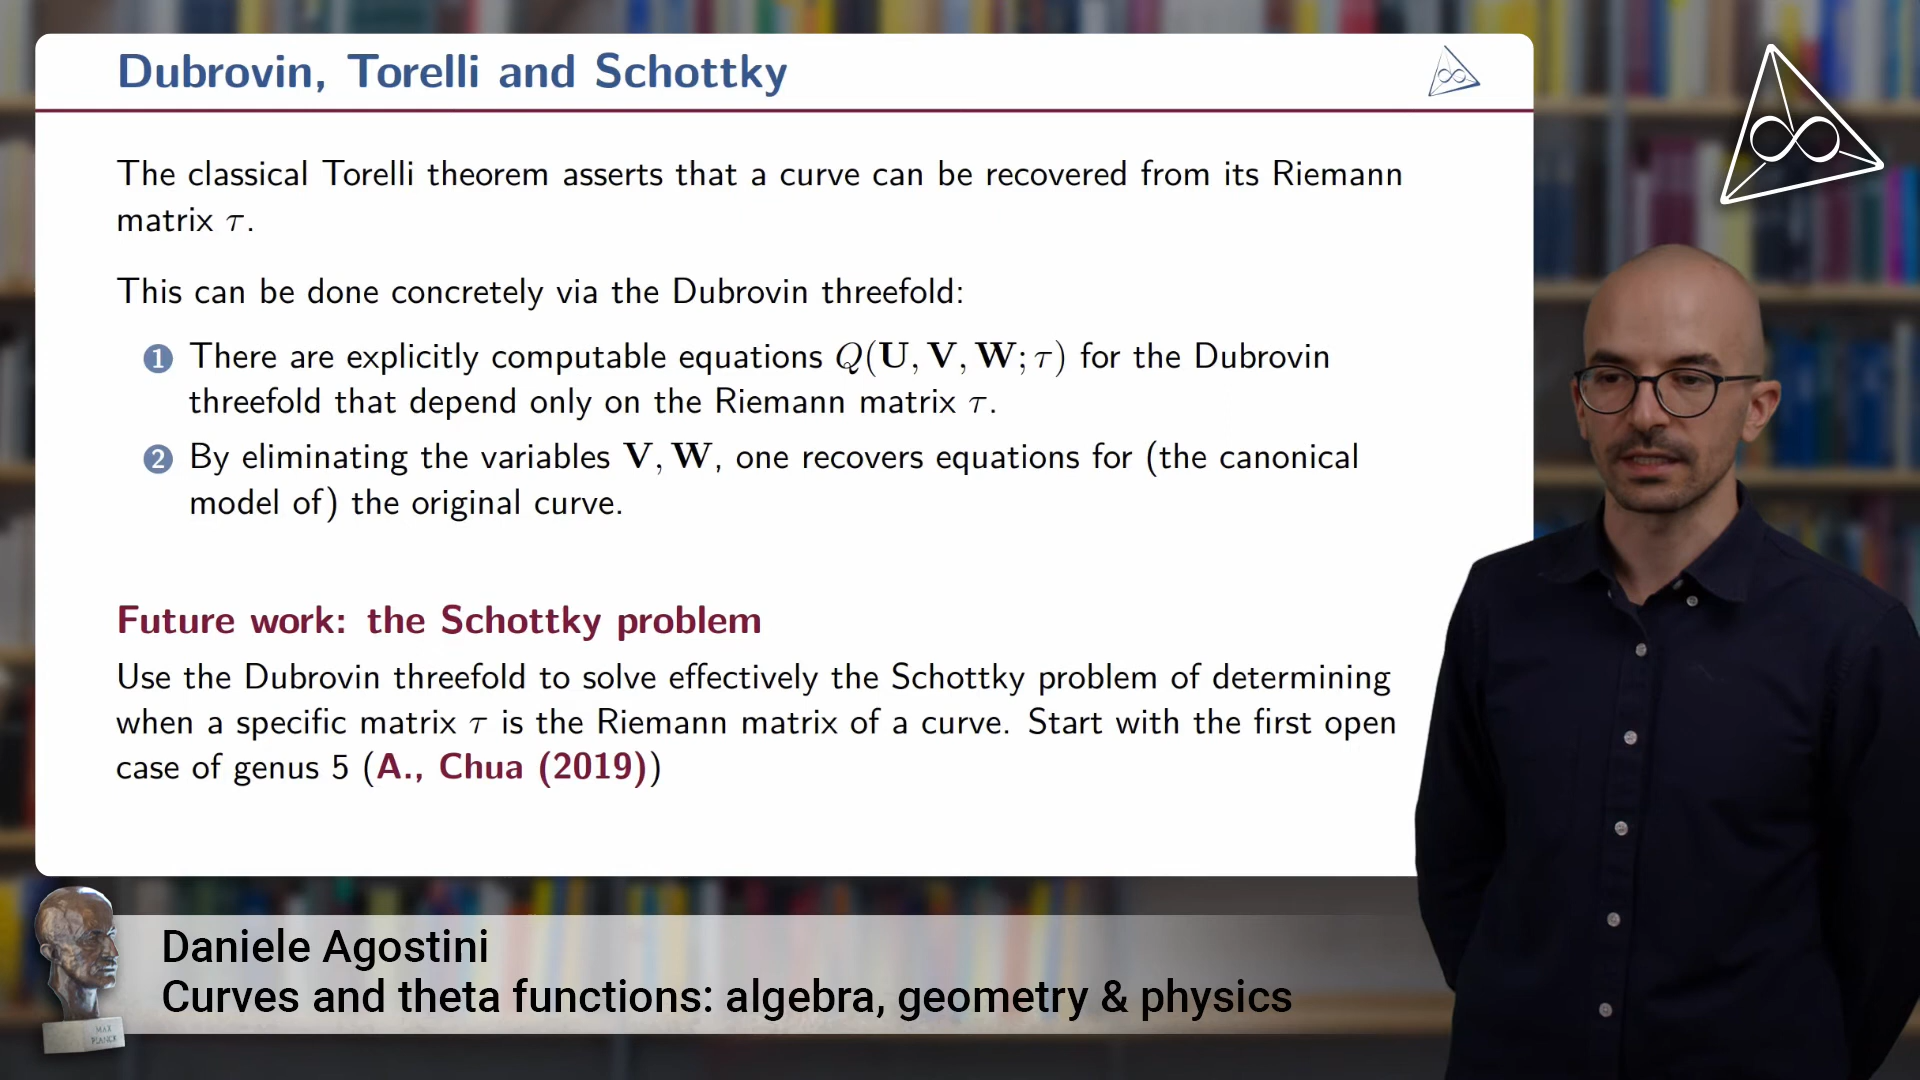 Dubrovin, Torelli and Schottky
The classical Torelli theorem asserts that a curve can be recovered from its Riemann
matrix τ.
This can be done concretely via the Dubrovin threefold:
1 There are explicitly computable equations Q(U, V, W; τ) for the Dubrovin
threefold that depend only on the Riemann matrix τ.
2 By eliminating the variables V, W, one recovers equations for (the canonical
model of) the original curve.
Future work: the Schottky problem
Use the Dubrovin threefold to solve effectively the Schottky problem of determining
when a specific matrix τ is the Riemann matrix of a curve. Start with the first open
case of genus 5 (A., Chua (2019))
Daniele Agostini
Curves and theta functions: algebra, geometry & physics
MAX
PLANCK